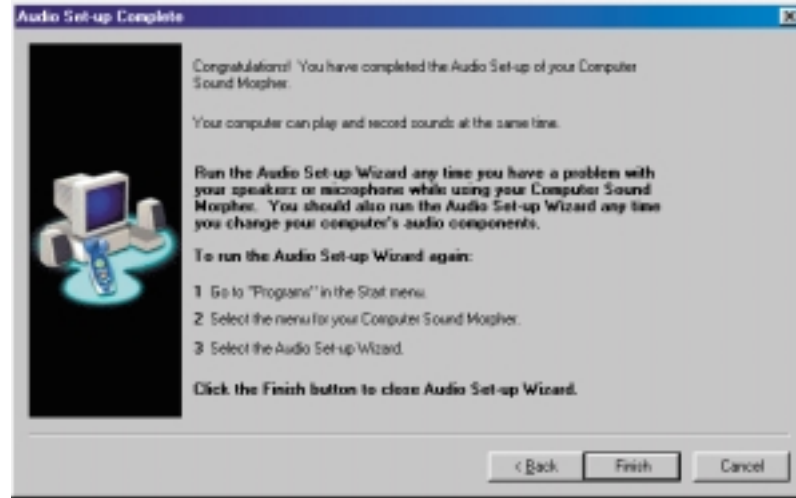 Audio Set-up Complete
Congratulations! You have completed the Audio Set-up of your Computer
Sound Morpher.
Your computer can play and record sounds at the same time.
Run the Audio Set-up Wizard any time you have a problem with
your speakers or microphone while using your Computer Sound
Morpher. You should also run the Audio Set-up Wizard any time
you change your computer's audio components.
To run the Audio Set-up Wizard again:
1 Go to "Programs" in the Start menu.
2 Select the menu for your Computer Sound Morpher.
3 Select the Audio Set-up Wizard.
Click the Finish button to close Audio Set-up Wizard.
< Back Finish Cancel